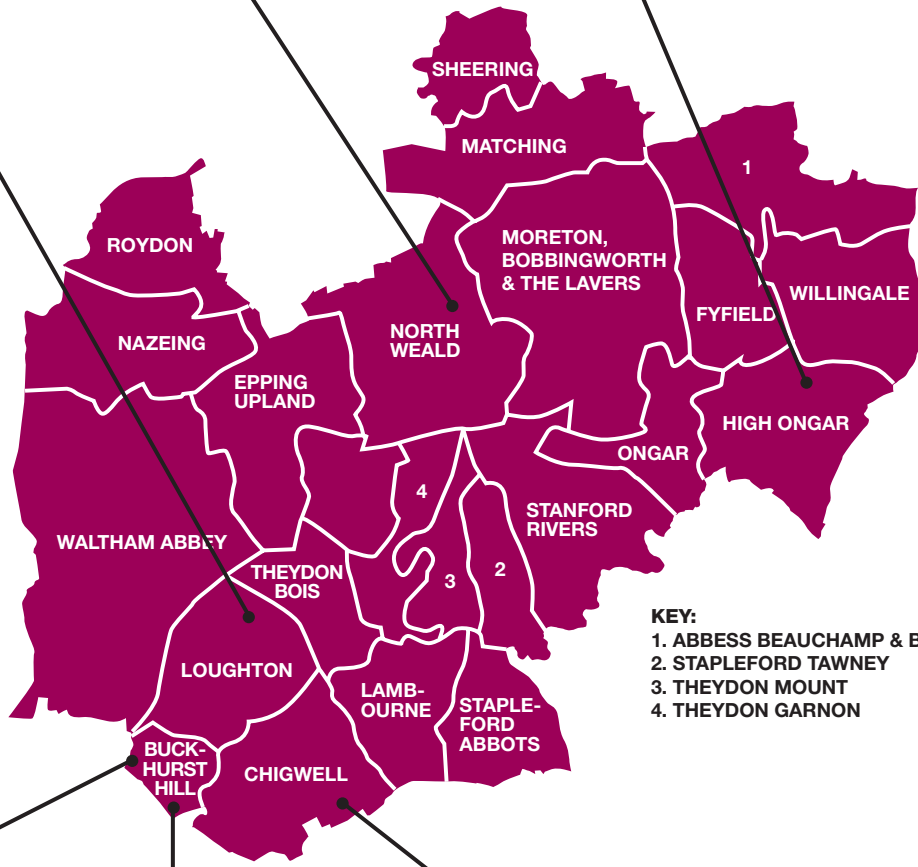 SHEERING
MATCHING
1
ROYDON
MORETON,
BOBBINGWORTH
& THE LAVERS
WILLINGALE
FYFIELD
NAZEING
NORTH
WEALD
EPPING
UPLAND
HIGH ONGAR
ONGAR
4
STANFORD
RIVERS
WALTHAM ABBEY
THEYDON
BOIS
3
2
LOUGHTON
LAMB-
OURNE
STAPLE-
FORD
ABBOTS
BUCK-
HURST
HILL
CHIGWELL
KEY:
1. ABBESS BEAUCHAMP & B
2. STAPLEFORD TAWNEY
3. THEYDON MOUNT
4. THEYDON GARNON